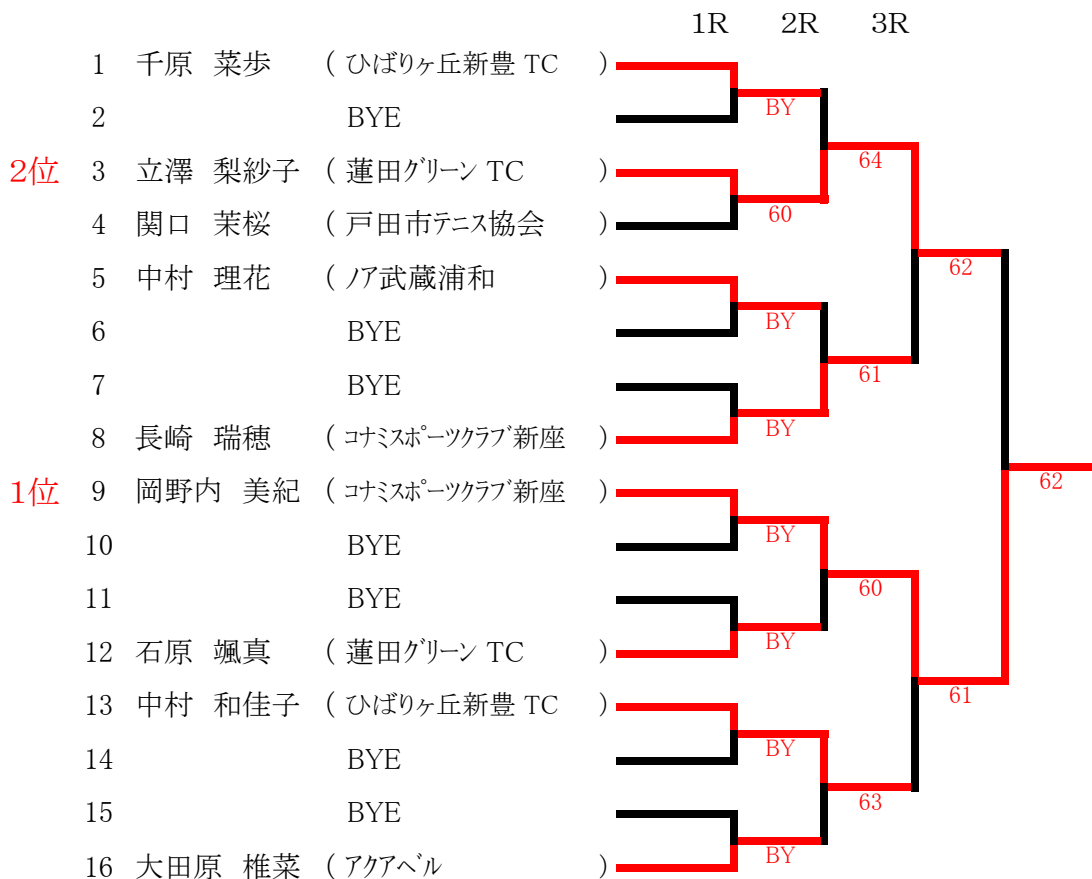 1R 2R 3R
1 千原 菜歩 ( ひばりヶ丘新豊 TC )
BY
2 BYE
64
2位 3 立澤 梨紗子 ( 蓮田グリーン TC )
60
4 関口 茉桜 ( 戸田市テニス協会 )
62
5 中村 理花 ( ノア武蔵浦和 )
BY
6 BYE
61
7 BYE
BY
8 長崎 瑞穂 ( コナミスポーツクラブ新座 )
62
1位 9 岡野内 美紀 ( コナミスポーツクラブ新座 )
BY
10 BYE
60
11 BYE
BY
12 石原 颯真 ( 蓮田グリーン TC )
61
13 中村 和佳子 ( ひばりヶ丘新豊 TC )
BY
14 BYE
63
15 BYE
BY
16 大田原 椎菜 ( アクアベル )